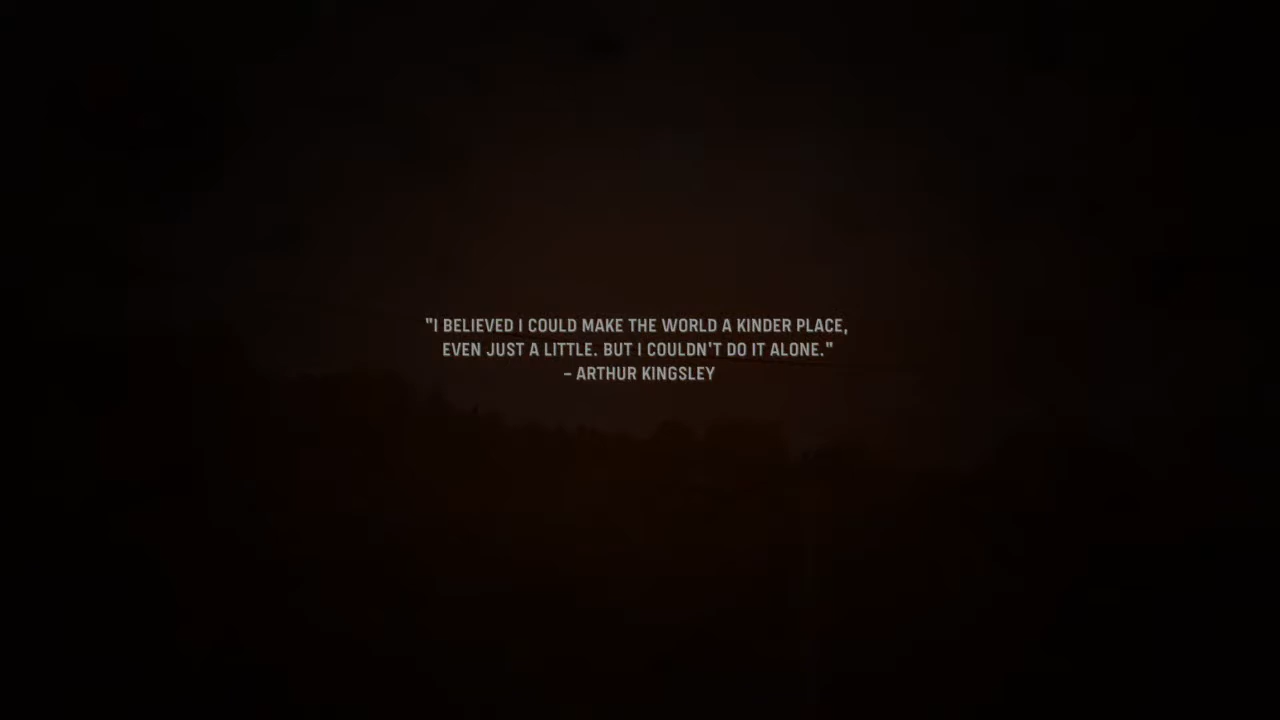 "I BELIEVED I COULD MAKE THE WORLD A KINDER PLACE,
EVEN JUST A LITTLE. BUT I COULDN'T DO IT ALONE."
– ARTHUR KINGSLEY